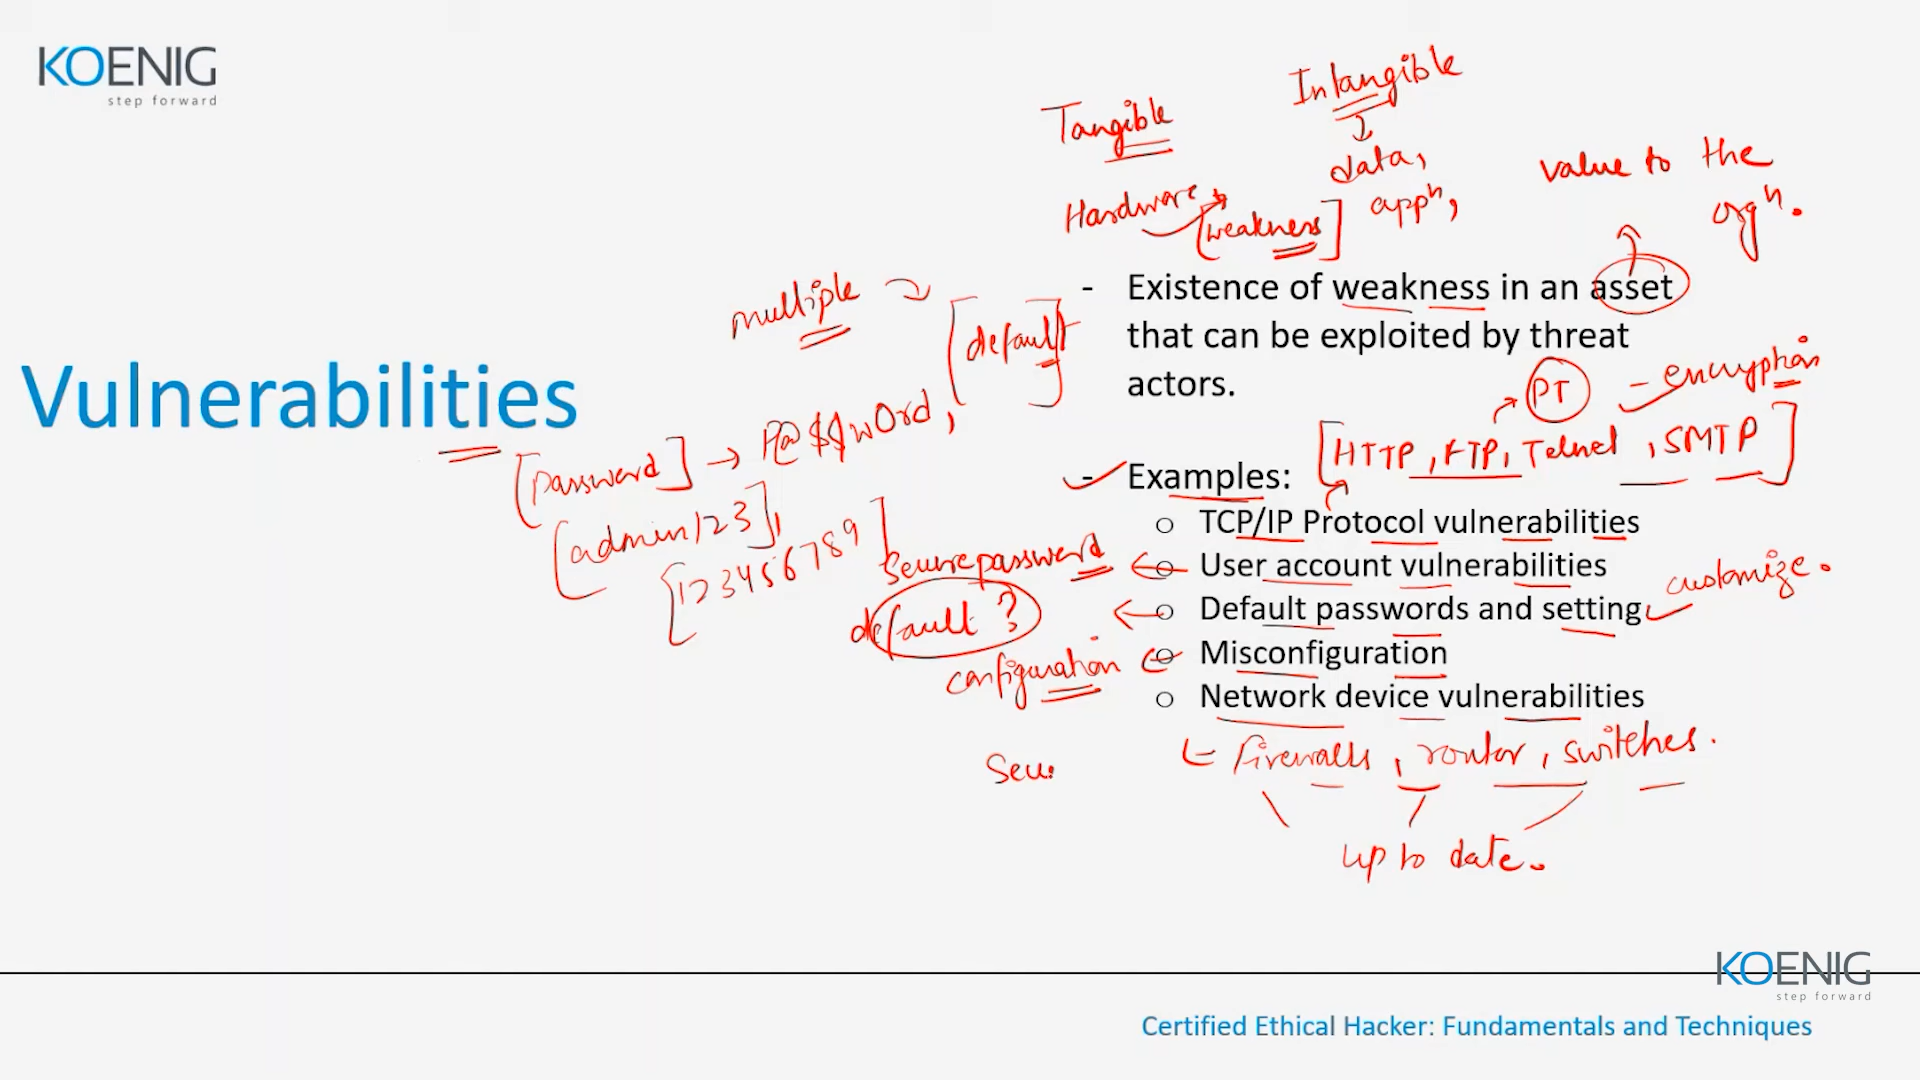 KOENIG
step forward
Tangible
Intangible
Hardware
[weakness]
data,
appⁿ,
value to the
orgⁿ.
Vulnerabilities
multiple
[default]
[password] → P@$$w0rd,
[admin123],
[123456789]
- Existence of weakness in an asset
that can be exploited by threat
actors.
PT - encryption
[HTTP, FTP, Telnet, SMTP]
- Examples:
o TCP/IP Protocol vulnerabilities
Secure password ← o User account vulnerabilities
default? ← o Default passwords and setting customize.
configuration ← o Misconfiguration
o Network device vulnerabilities
firewalls, router, switches.
up to date.
KOENIG
step forward
Certified Ethical Hacker: Fundamentals and Techniques